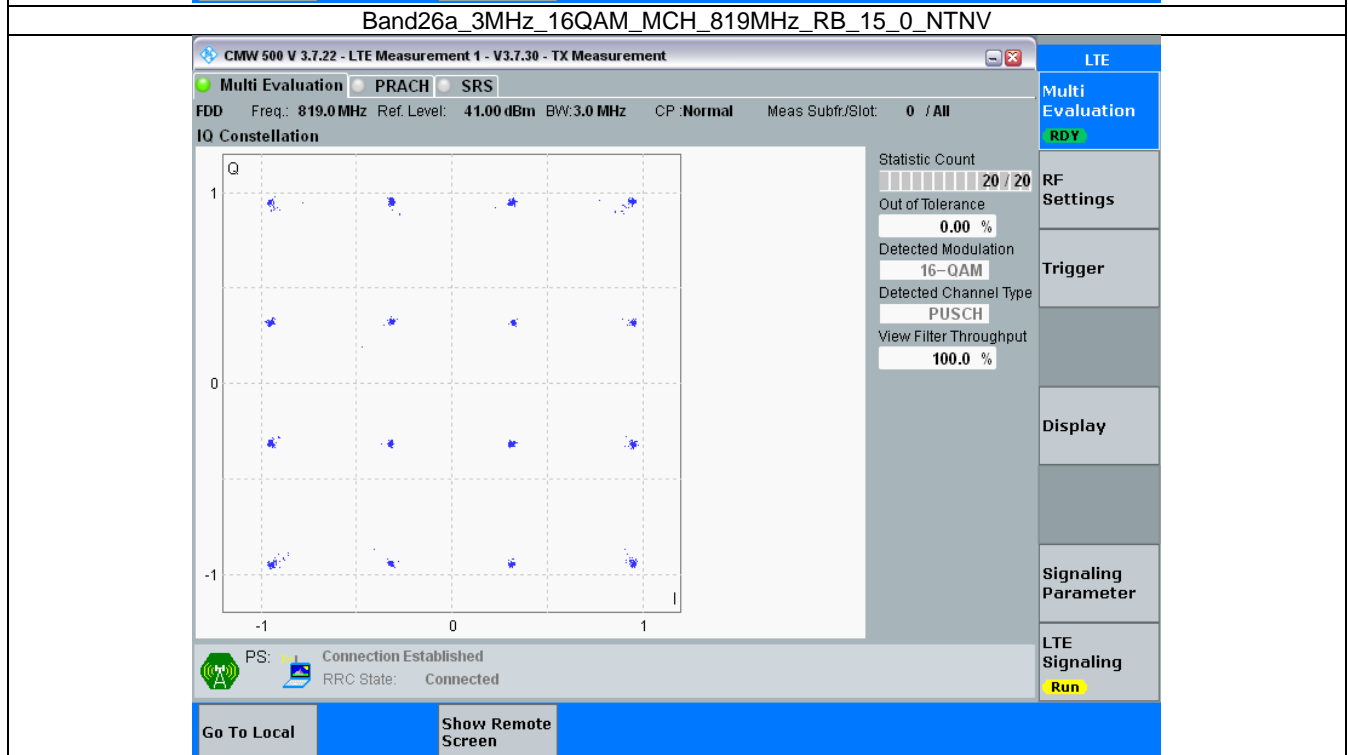 Band26a_3MHz_16QAM_MCH_819MHz_RB_15_0_NTNV
CMW 500 V 3.7.22 - LTE Measurement 1 - V3.7.30 - TX Measurement
LTE
Multi Evaluation PRACH SRS
Multi
Evaluation
RDY
FDD Freq.: 819.0 MHz Ref. Level: 41.00 dBm BW: 3.0 MHz CP :Normal Meas Subfr./Slot: 0 / All
IQ Constellation
Q
1
0
-1
I
-1 0 1
Statistic Count
20 / 20
Out of Tolerance
0.00 %
Detected Modulation
16-QAM
Detected Channel Type
PUSCH
View Filter Throughput
100.0 %
RF
Settings
Trigger
Display
Signaling
Parameter
LTE
Signaling
Run
PS: Connection Established
RRC State: Connected
Go To Local
Show Remote
Screen